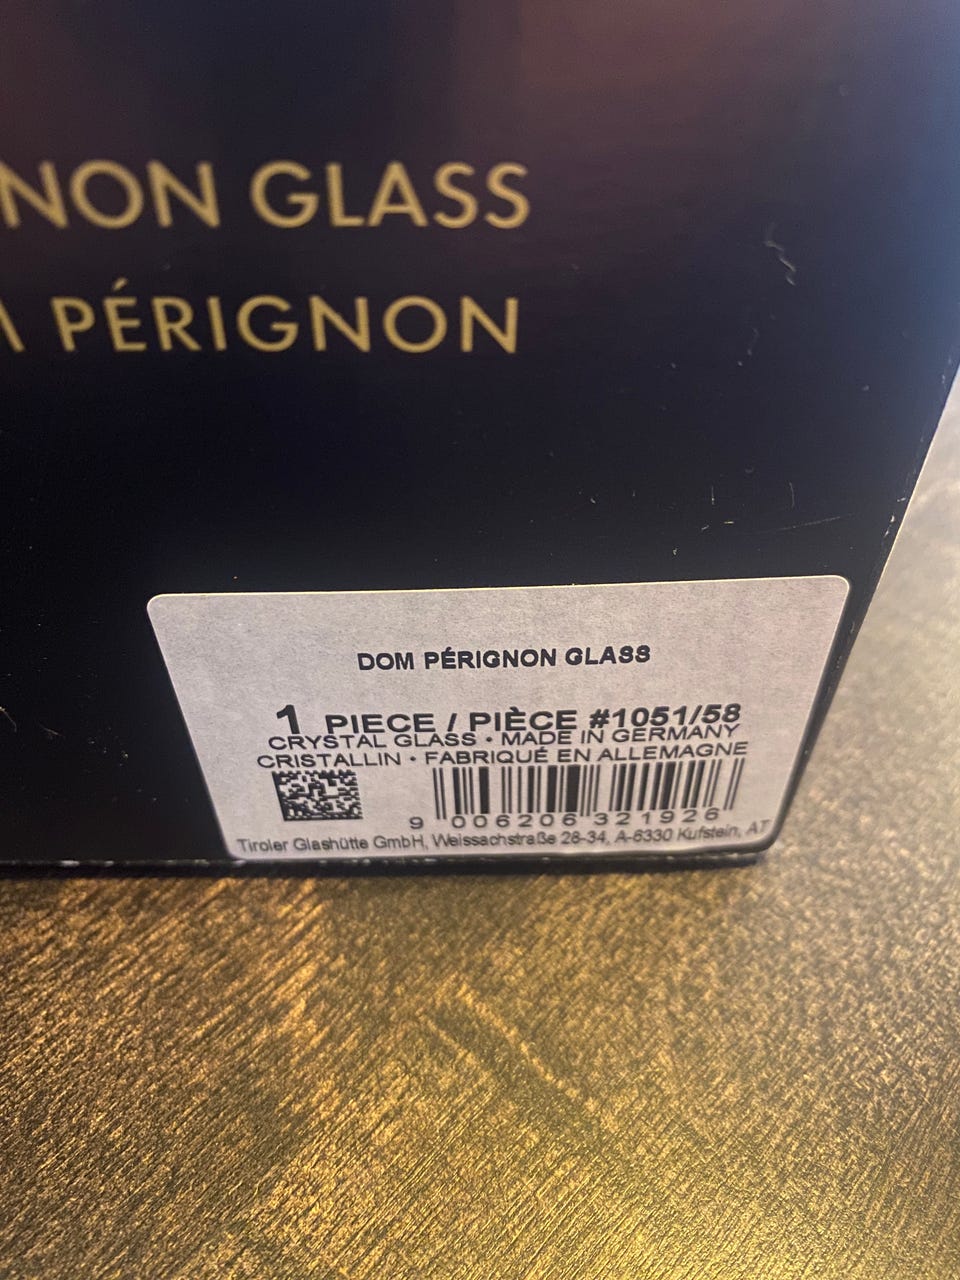 NON GLASS
PÉRIGNON
DOM PÉRIGNON GLASS
1 PIECE / PIÈCE #1051/58
CRYSTAL GLASS • MADE IN GERMANY
CRISTALLIN • FABRIQUÉ EN ALLEMAGNE
9 006206 321926
Tiroler Glashütte GmbH, Weissachstraße 28-34, A-6330 Kufstein, AT